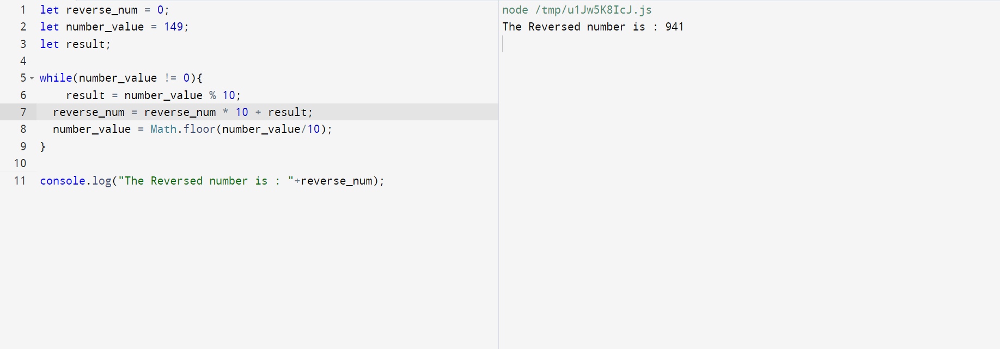 1 let reverse_num = 0;
2 let number_value = 149;
3 let result;
4
5 while(number_value != 0){
6     result = number_value % 10;
7   reverse_num = reverse_num * 10 + result;
8   number_value = Math.floor(number_value/10);
9 }
10
11 console.log("The Reversed number is : "+reverse_num);
node /tmp/u1Jw5K8IcJ.js
The Reversed number is : 941